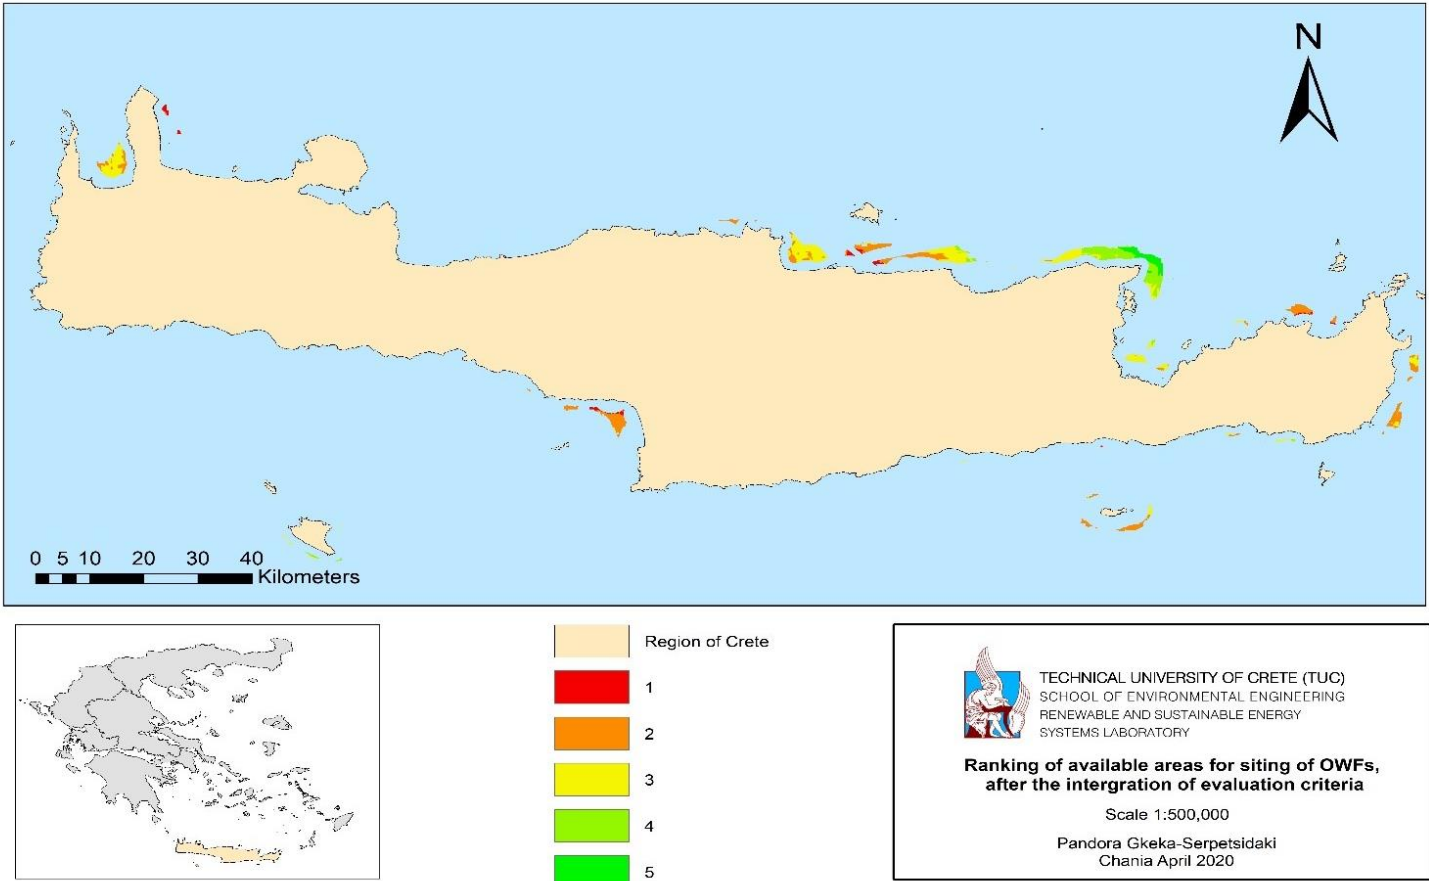 N
0 5 10 20 30 40
Kilometers
Region of Crete
1
2
3
4
5
TECHNICAL UNIVERSITY OF CRETE (TUC)
SCHOOL OF ENVIRONMENTAL ENGINEERING
RENEWABLE AND SUSTAINABLE ENERGY
SYSTEMS LABORATORY
Ranking of available areas for siting of OWFs,
after the intergration of evaluation criteria
Scale 1:500,000
Pandora Gkeka-Serpetsidaki
Chania April 2020